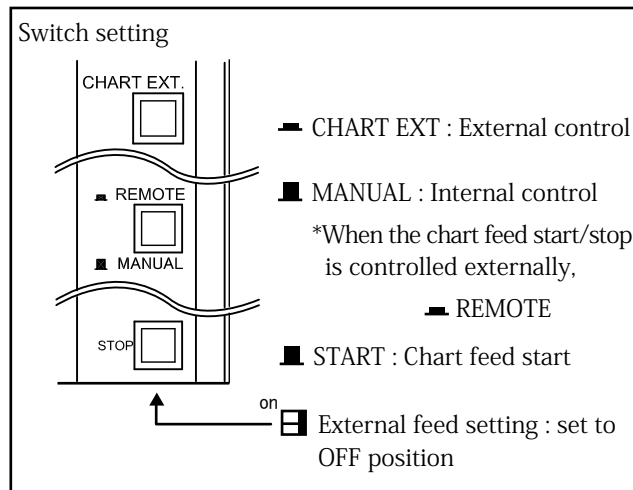 Switch setting
CHART EXT.
CHART EXT : External control
REMOTE
MANUAL : Internal control
*When the chart feed start/stop
is controlled externally,
MANUAL
REMOTE
STOP
START : Chart feed start
on
External feed setting : set to
OFF position